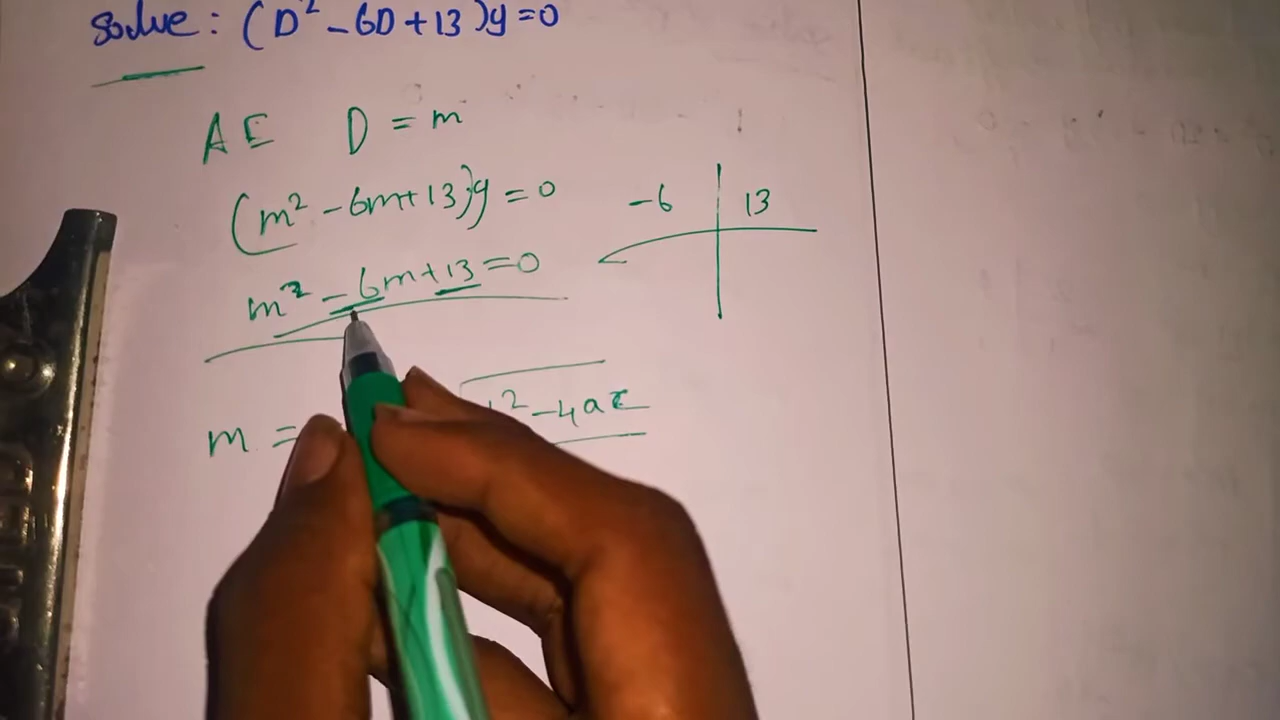 Solve : (D² - 6D + 13)y = 0
AE D = m
(m² - 6m + 13)y = 0
-6 13
m² - 6m + 13 = 0
m = ² - 4ac